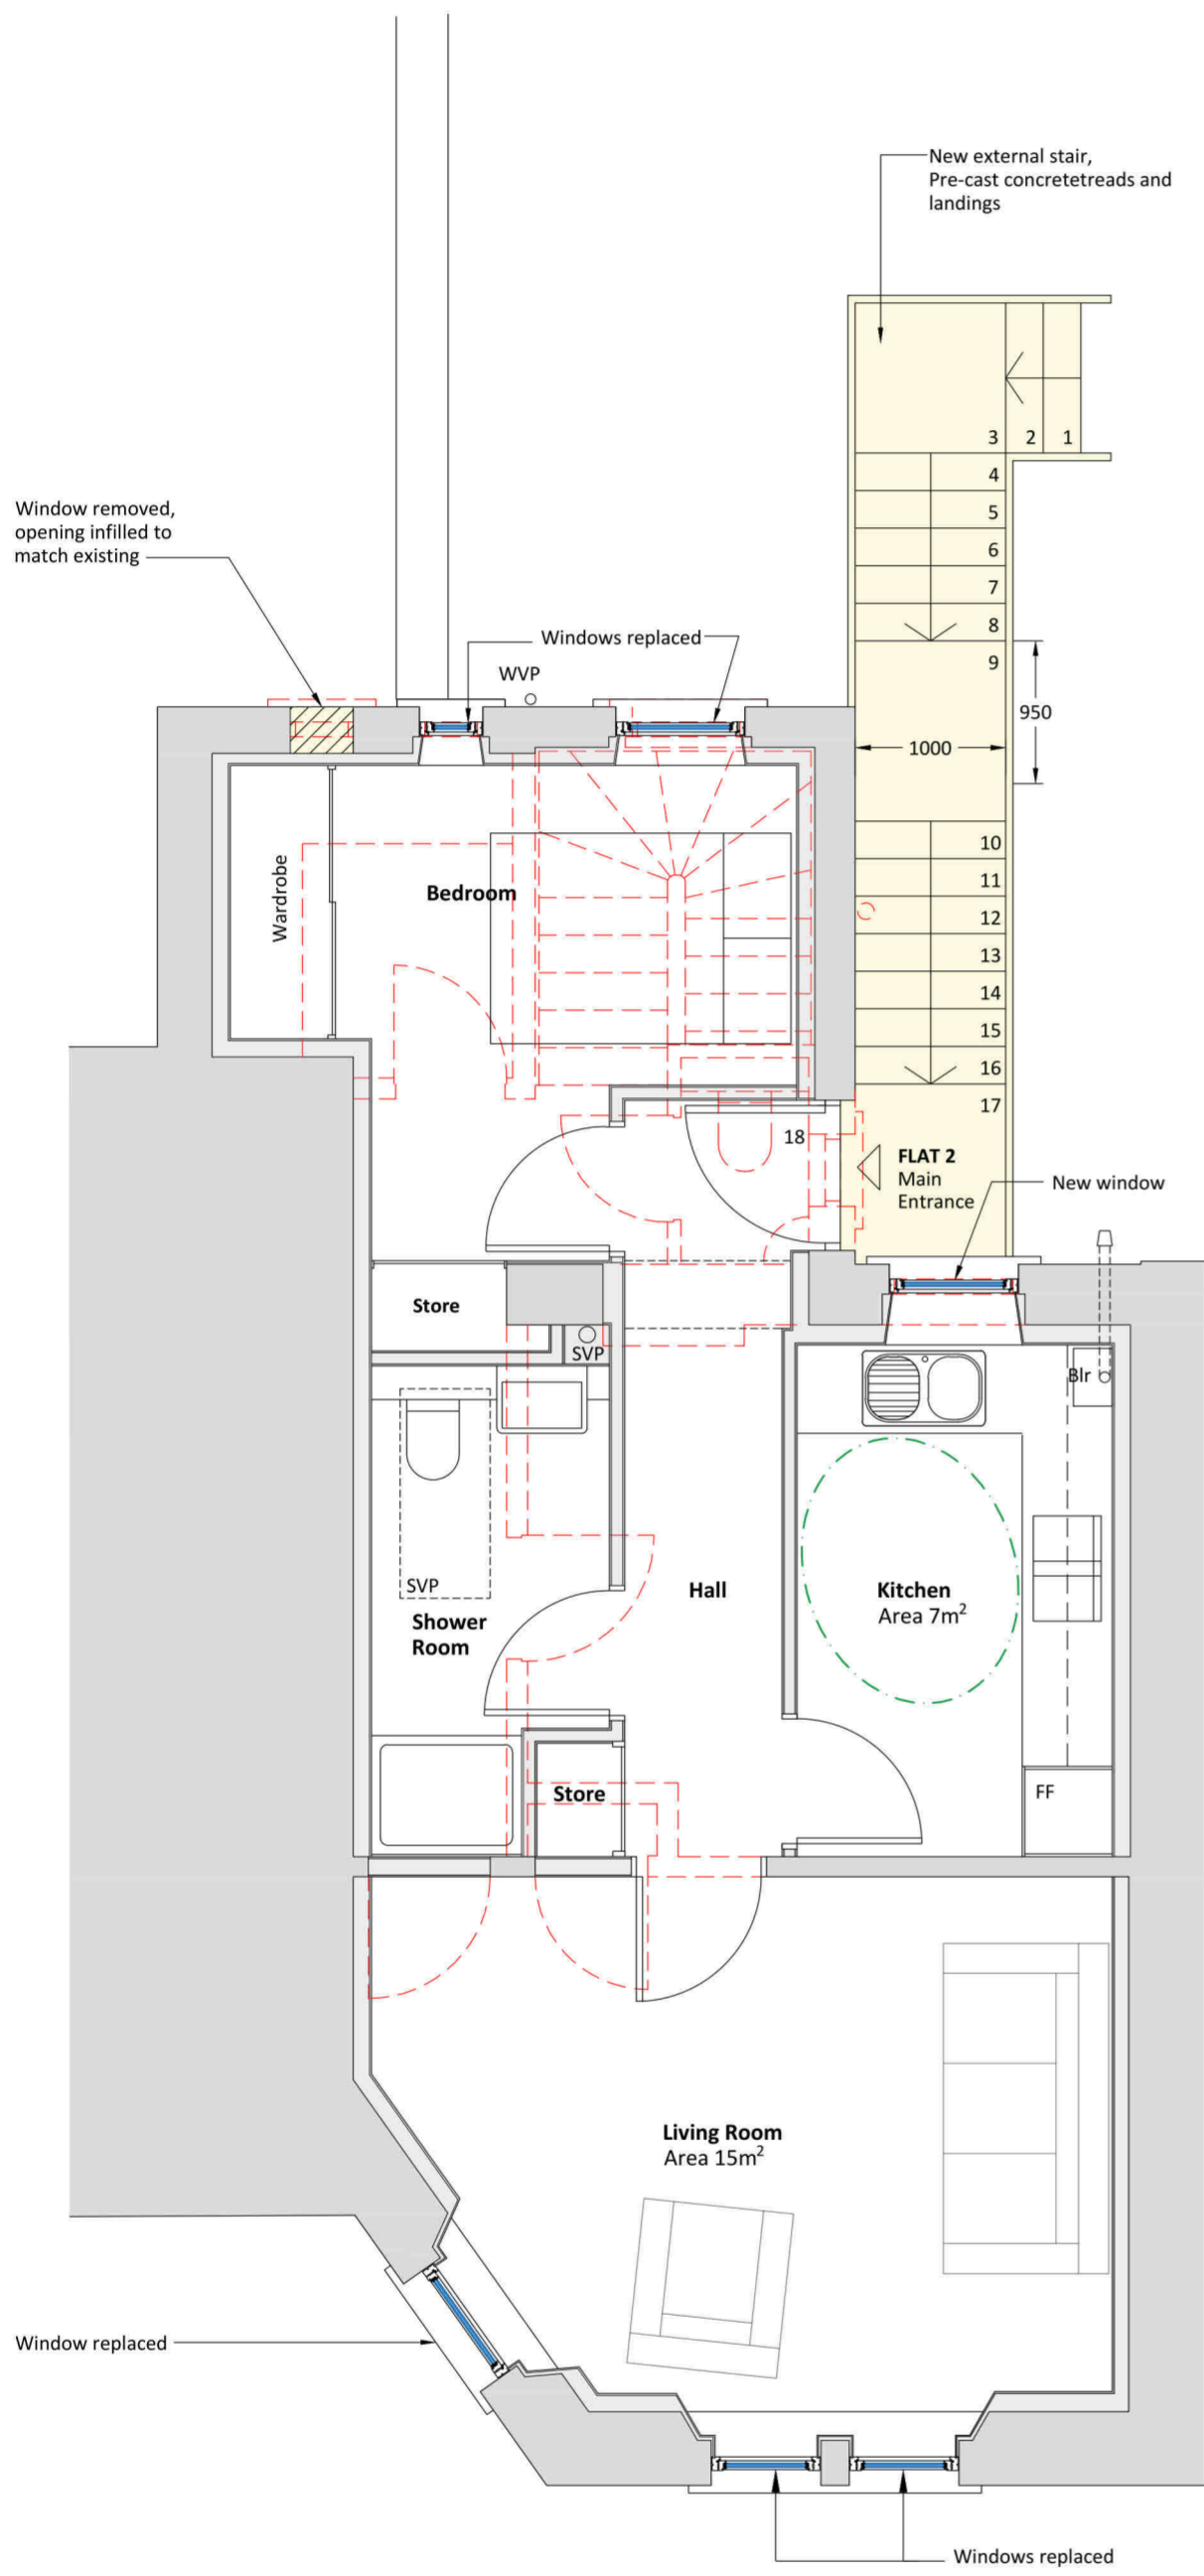 New external stair,
Pre-cast concretetreads and
landings
3 2 1
4
5
6
7
8
9
Window removed,
opening infilled to
match existing
Windows replaced
WVP
950
1000
10
11
12
13
14
15
16
17
Wardrobe
Bedroom
18
FLAT 2
Main
Entrance
New window
Store
SVP
Blr
SVP
Shower
Room
Hall
Kitchen
Area 7m²
Store
FF
Living Room
Area 15m²
Window replaced
Windows replaced